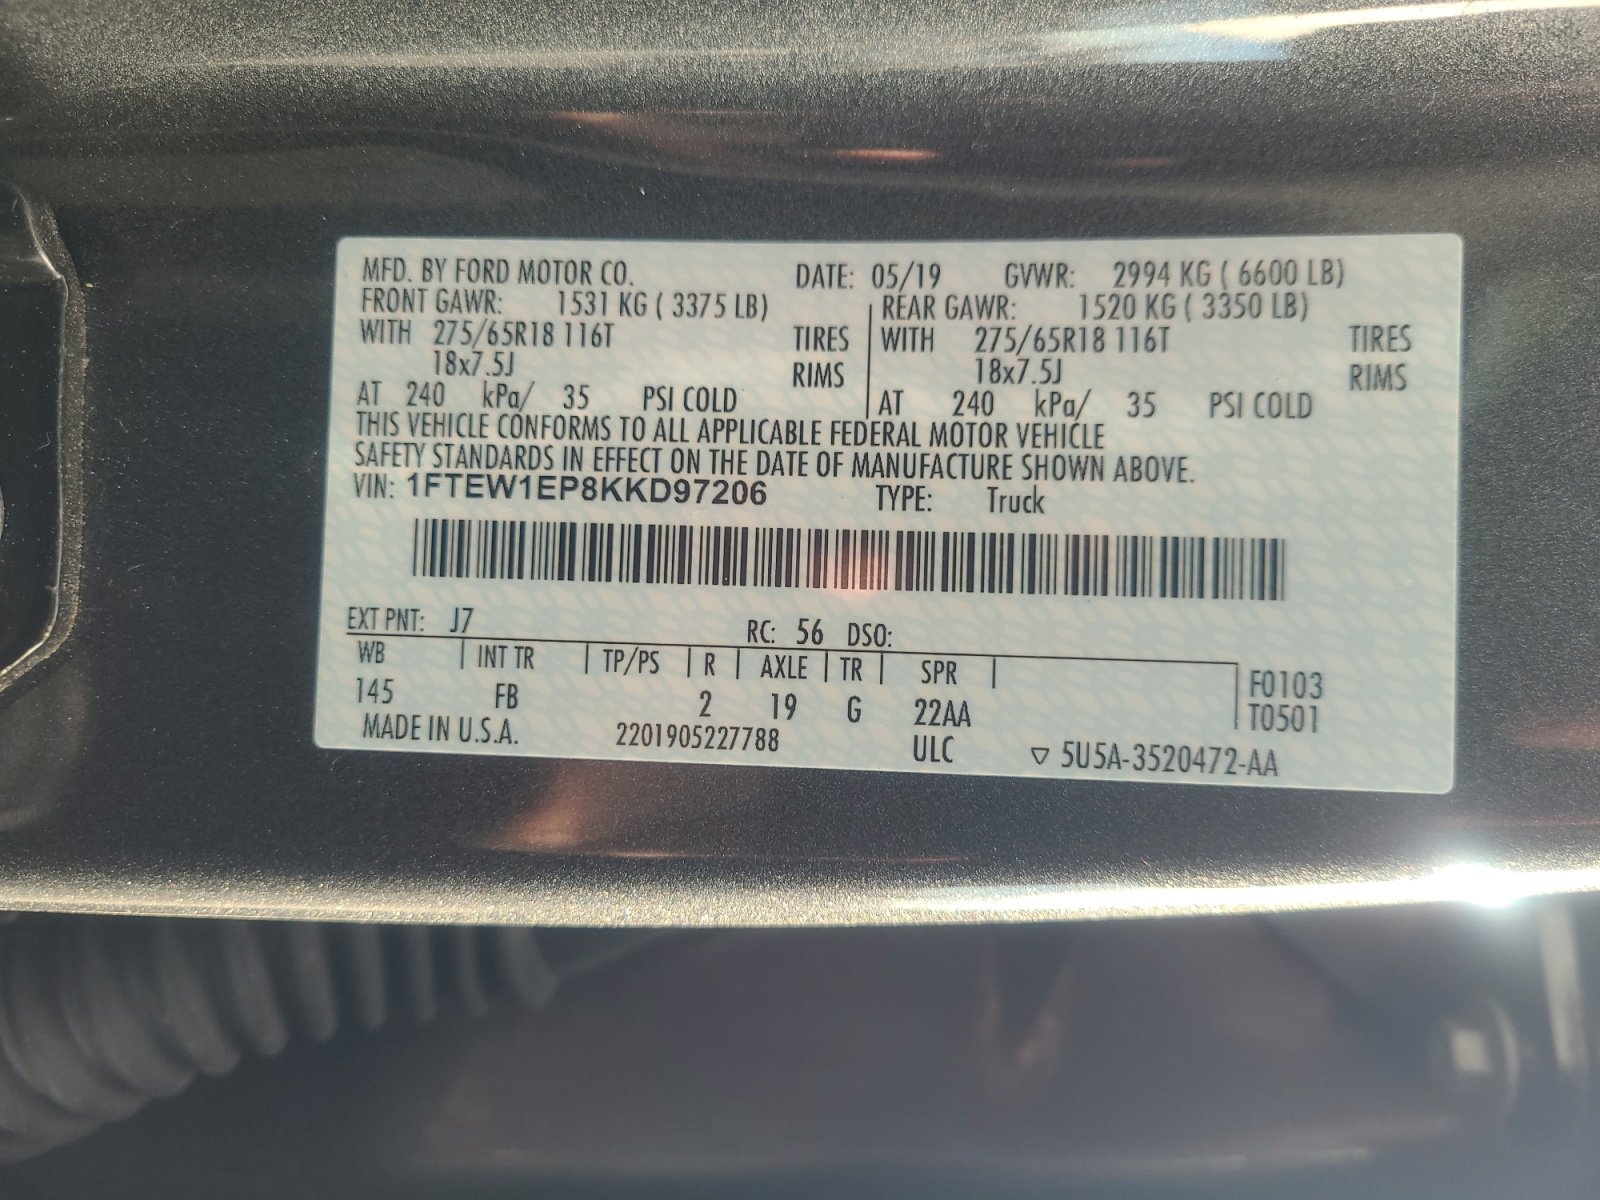 MFD. BY FORD MOTOR CO. DATE: 05/19 GVWR: 2994 KG ( 6600 LB)
FRONT GAWR: 1531 KG ( 3375 LB) REAR GAWR: 1520 KG ( 3350 LB)
WITH 275/65R18 116T TIRES WITH 275/65R18 116T TIRES
18x7.5J RIMS 18x7.5J RIMS
AT 240 kPa/ 35 PSI COLD AT 240 kPa/ 35 PSI COLD
THIS VEHICLE CONFORMS TO ALL APPLICABLE FEDERAL MOTOR VEHICLE
SAFETY STANDARDS IN EFFECT ON THE DATE OF MANUFACTURE SHOWN ABOVE.
VIN: 1FTEW1EP8KKD97206 TYPE: Truck
EXT PNT: J7 RC: 56 DSO:
WB INT TR TP/PS R AXLE TR SPR F0103
145 FB 2 19 G 22AA T0501
MADE IN U.S.A. 2201905227788 ULC ▽ 5U5A-3520472-AA